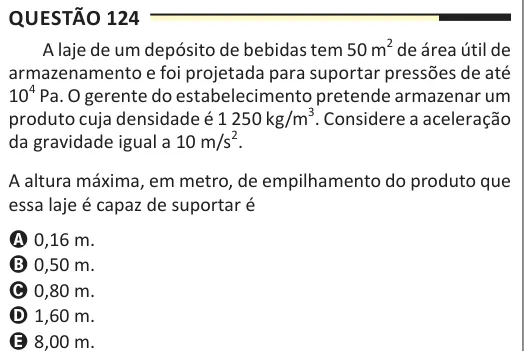 QUESTÃO 124
A laje de um depósito de bebidas tem 50 m² de área útil de
armazenamento e foi projetada para suportar pressões de até
10⁴ Pa. O gerente do estabelecimento pretende armazenar um
produto cuja densidade é 1 250 kg/m³. Considere a aceleração
da gravidade igual a 10 m/s².
A altura máxima, em metro, de empilhamento do produto que
essa laje é capaz de suportar é
A 0,16 m.
B 0,50 m.
C 0,80 m.
D 1,60 m.
E 8,00 m.